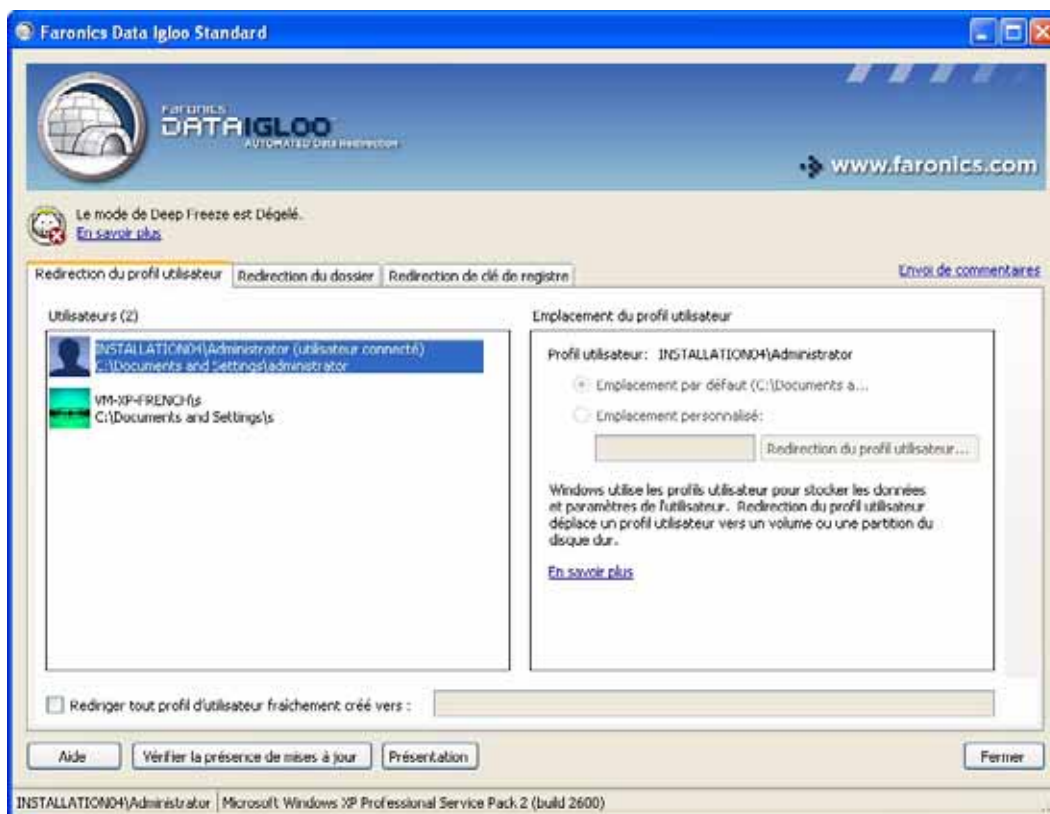 Faronics Data Igloo Standard
Faronics
DATAIGLOO
AUTOMATED Data Redirection
www.faronics.com
Le mode de Deep Freeze est Dégelé.
En savoir plus
Redirection du profil utilisateur
Redirection du dossier
Redirection de clé de registre
Envoi de commentaires
Utilisateurs (2)
INSTALLATION04\Administrator (utilisateur connecté)
C:\Documents and Settings\administrator
VM-XP-FRENCH\s
C:\Documents and Settings\s
Emplacement du profil utilisateur
Profil utilisateur: INSTALLATION04\Administrator
Emplacement par défaut (C:\Documents a...
Emplacement personnalisé:
Redirection du profil utilisateur...
Windows utilise les profils utilisateur pour stocker les données
et paramètres de l'utilisateur. Redirection du profil utilisateur
déplace un profil utilisateur vers un volume ou une partition du
disque dur.
En savoir plus
Rediriger tout profil d'utilisateur fraîchement créé vers :
Aide
Vérifier la présence de mises à jour
Présentation
Fermer
INSTALLATION04\Administrator
Microsoft Windows XP Professional Service Pack 2 (build 2600)